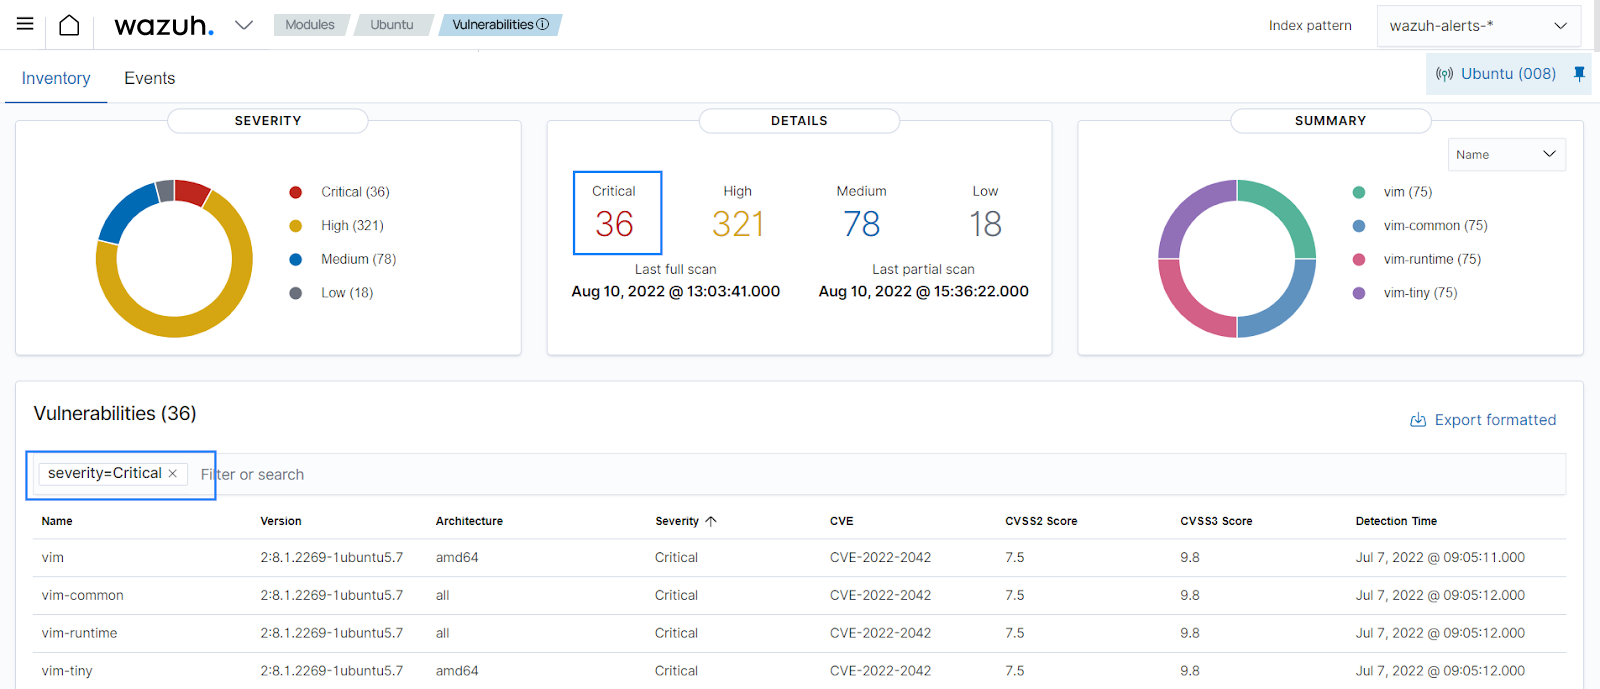 wazuh.
Modules
Ubuntu
Vulnerabilities
Index pattern
wazuh-alerts-*
Inventory
Events
Ubuntu (008)
SEVERITY
Critical (36)
High (321)
Medium (78)
Low (18)
DETAILS
Critical
36
High
321
Medium
78
Low
18
Last full scan
Aug 10, 2022 @ 13:03:41.000
Last partial scan
Aug 10, 2022 @ 15:36:22.000
SUMMARY
Name
vim (75)
vim-common (75)
vim-runtime (75)
vim-tiny (75)
Vulnerabilities (36)
Export formatted
severity=Critical ×
Filter or search
Name Version Architecture Severity CVE CVSS2 Score CVSS3 Score Detection Time
vim 2:8.1.2269-1ubuntu5.7 amd64 Critical CVE-2022-2042 7.5 9.8 Jul 7, 2022 @ 09:05:11.000
vim-common 2:8.1.2269-1ubuntu5.7 all Critical CVE-2022-2042 7.5 9.8 Jul 7, 2022 @ 09:05:12.000
vim-runtime 2:8.1.2269-1ubuntu5.7 all Critical CVE-2022-2042 7.5 9.8 Jul 7, 2022 @ 09:05:12.000
vim-tiny 2:8.1.2269-1ubuntu5.7 amd64 Critical CVE-2022-2042 7.5 9.8 Jul 7, 2022 @ 09:05:12.000